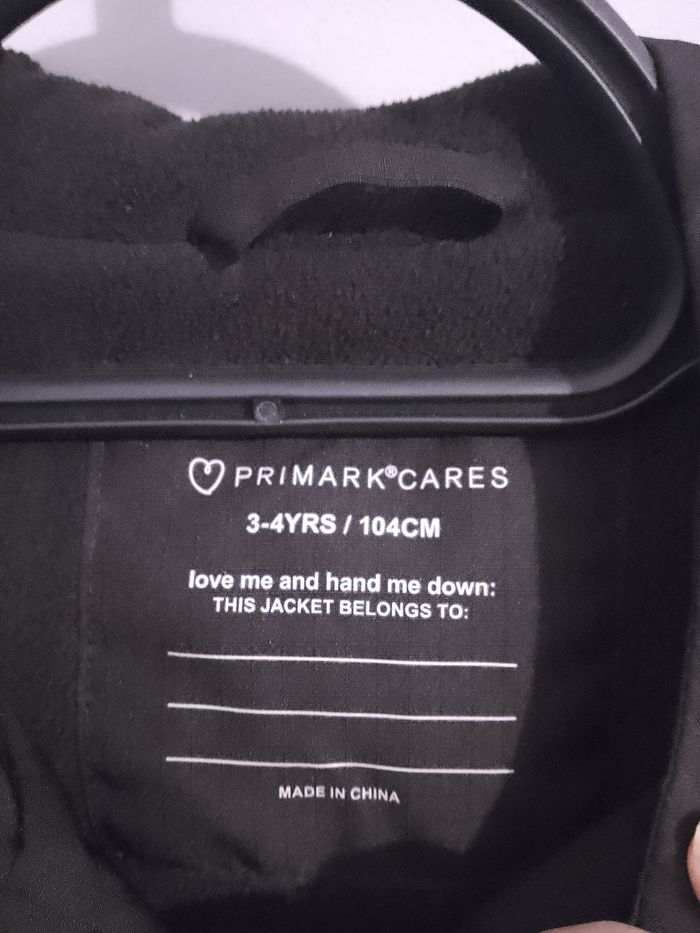 PRIMARK®CARES
3-4YRS / 104CM
love me and hand me down:
THIS JACKET BELONGS TO:
MADE IN CHINA